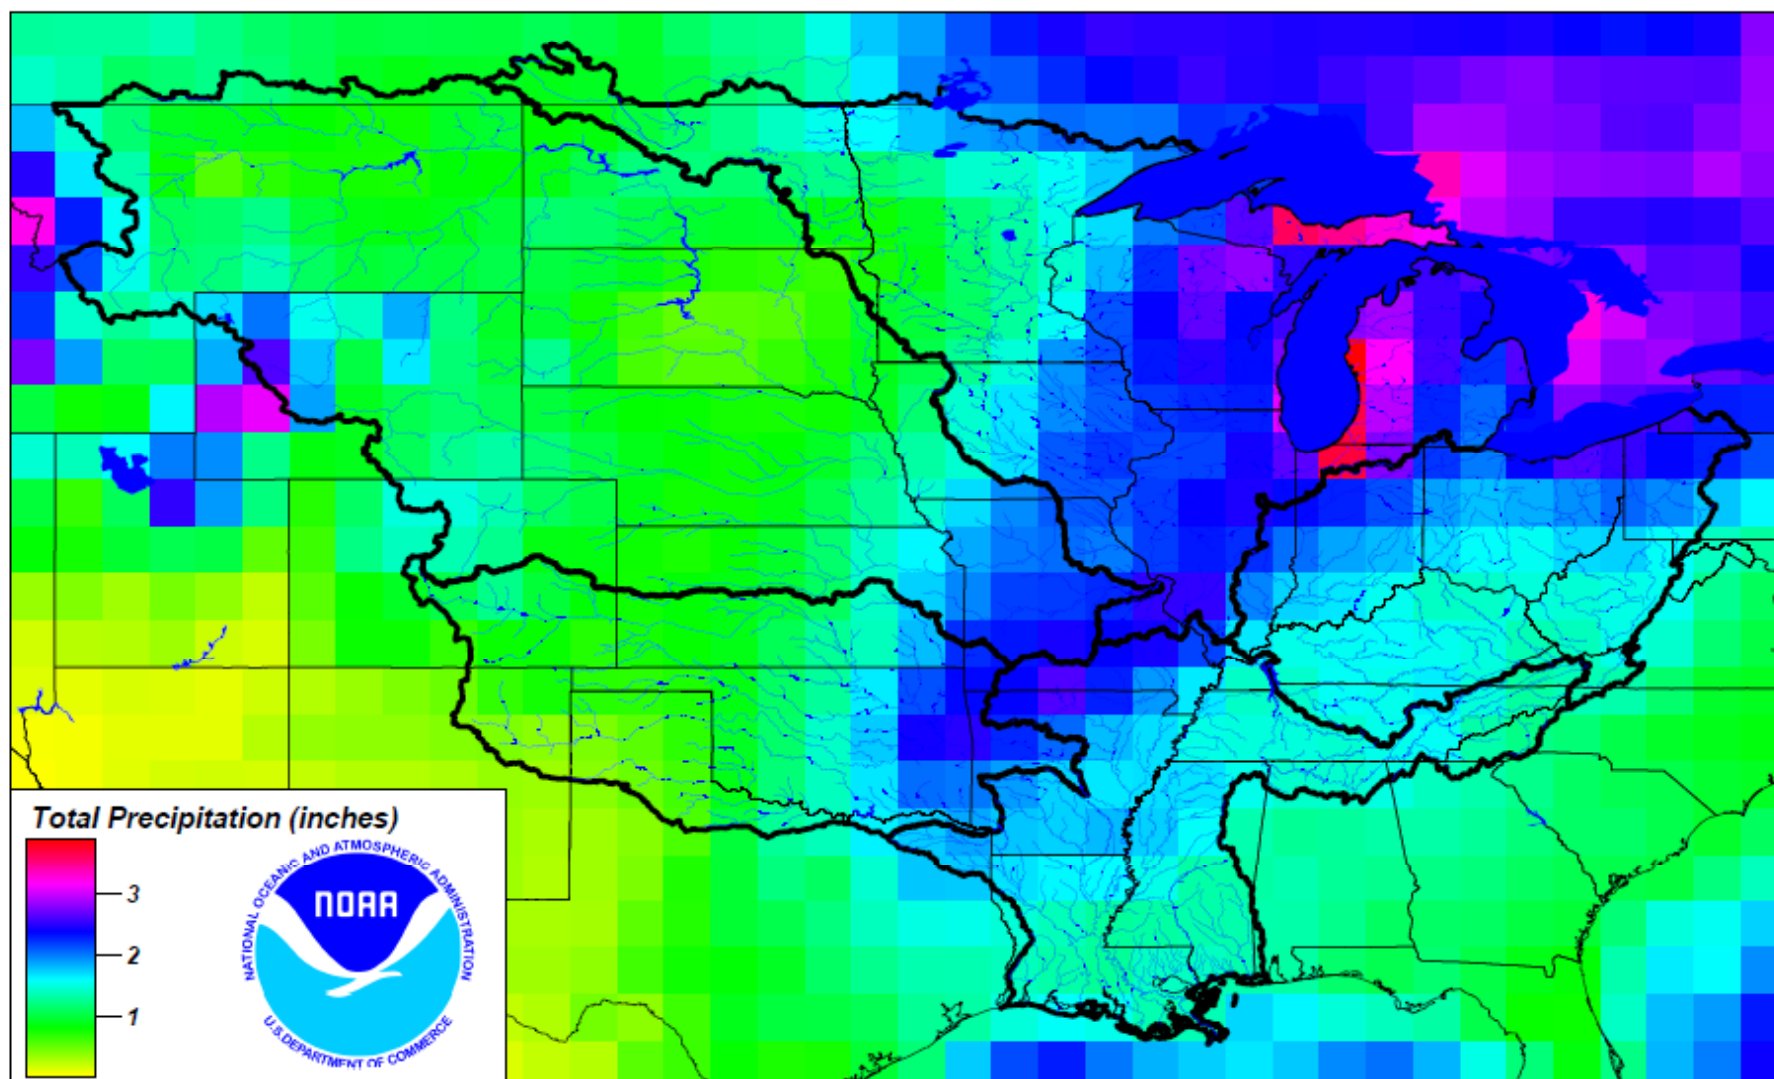 Total Precipitation (inches)
3
2
1
NATIONAL OCEANIC AND ATMOSPHERIC ADMINISTRATION
NOAA
U.S. DEPARTMENT OF COMMERCE